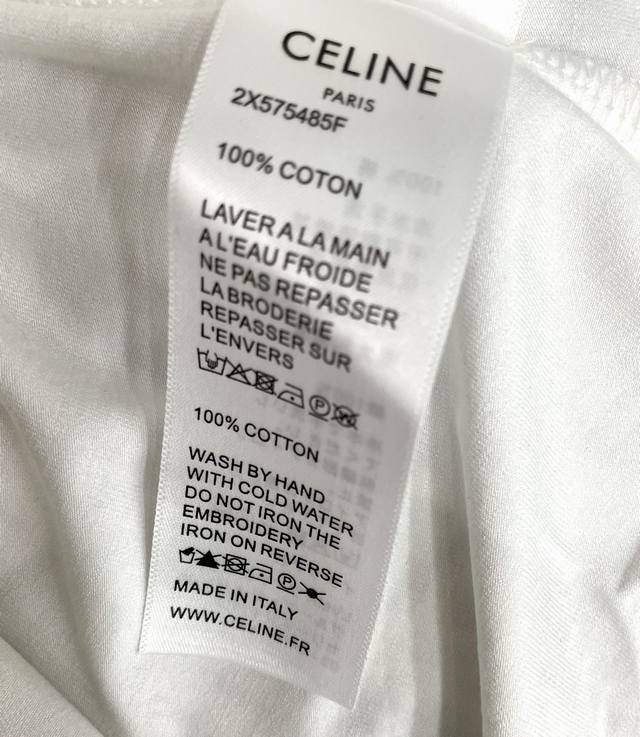 CELINE
PARIS
2X575485F
100% COTON
LAVER A LA MAIN
A L'EAU FROIDE
NE PAS REPASSER
LA BRODERIE
REPASSER SUR
L'ENVERS
P
100% COTTON
WASH BY HAND
WITH COLD WATER
DO NOT IRON THE
EMBROIDERY
IRON ON REVERSE
P
MADE IN ITALY
WWW.CELINE.FR